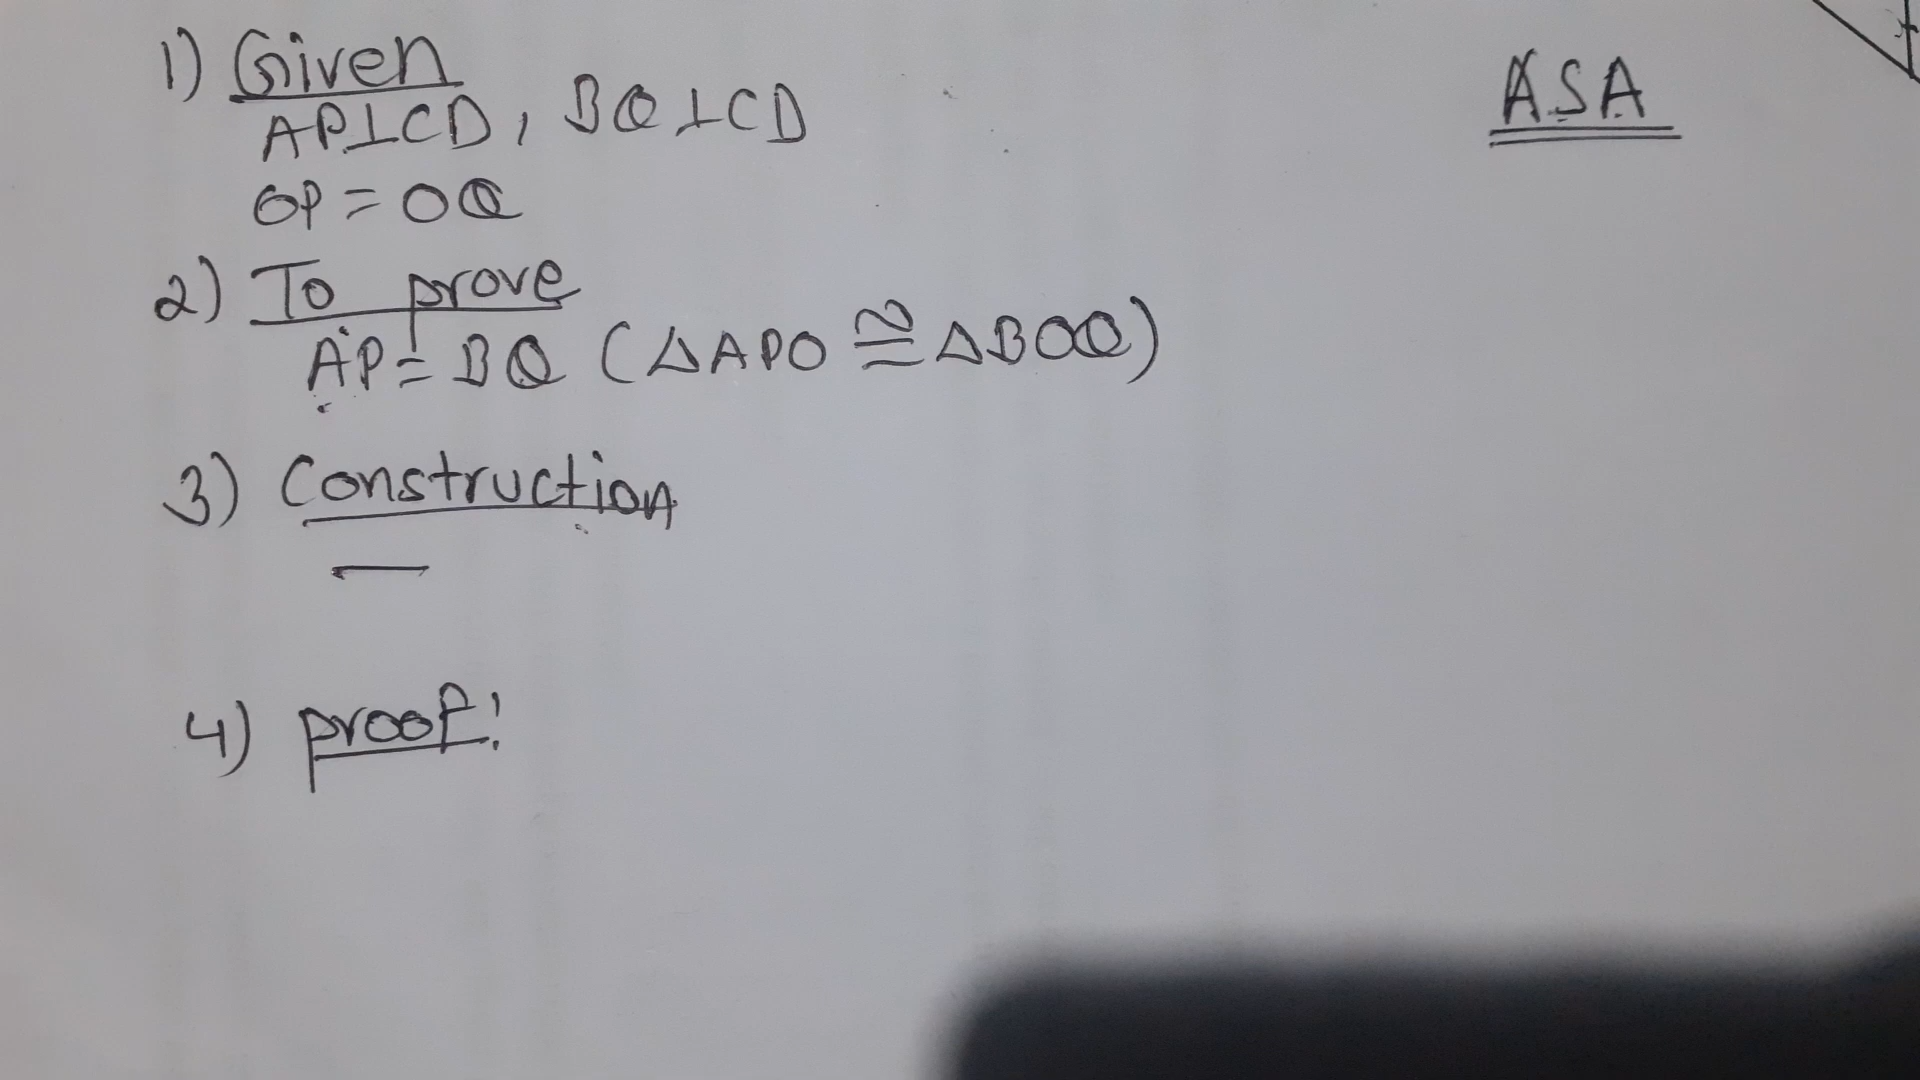 1) Given
AP⊥CD, BQ⊥CD
OP = OQ
ASA
2) To prove
AP = BQ (△APO ≅ △BOQ)
3) Construction
—
4) proof: